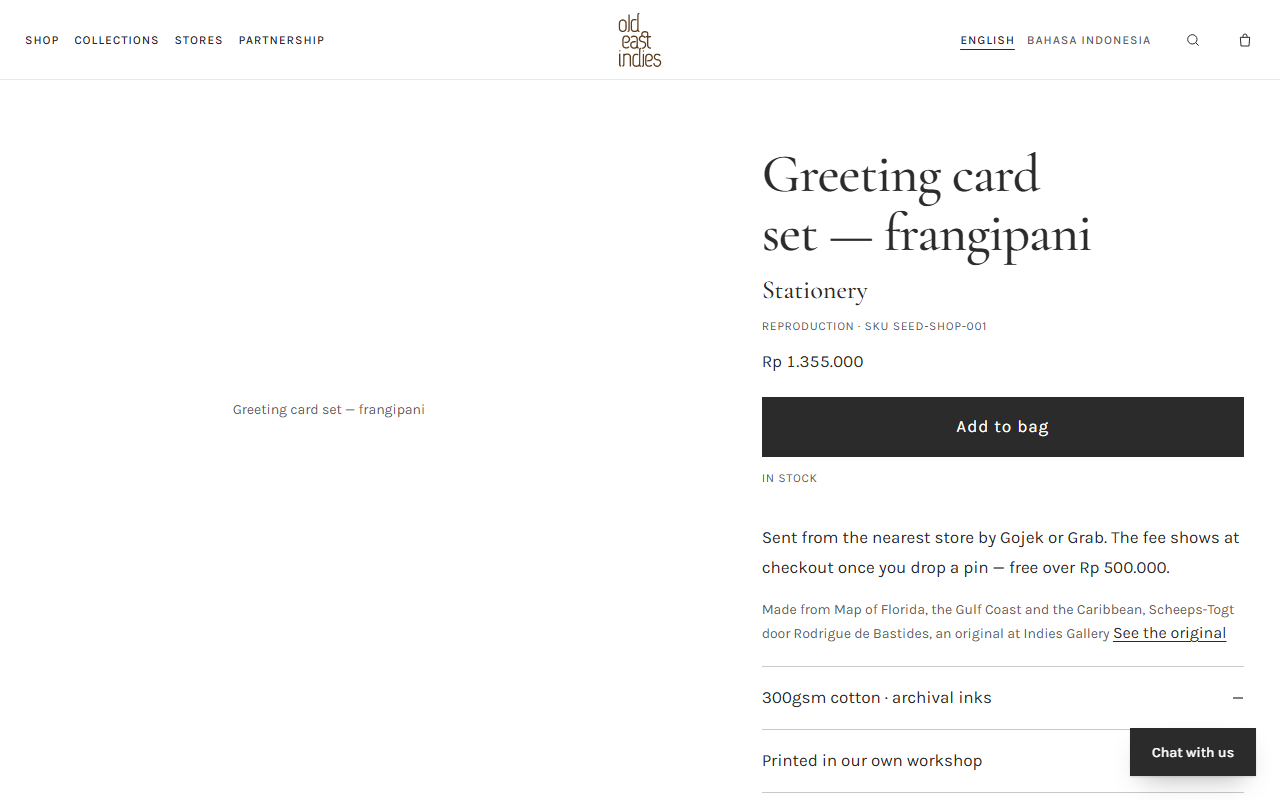 SHOP COLLECTIONS STORES PARTNERSHIP
old
east
indies
ENGLISH BAHASA INDONESIA
Greeting card
set — frangipani
Stationery
REPRODUCTION · SKU SEED-SHOP-001
Rp 1.355.000
Greeting card set — frangipani
Add to bag
IN STOCK
Sent from the nearest store by Gojek or Grab. The fee shows at
checkout once you drop a pin — free over Rp 500.000.
Made from Map of Florida, the Gulf Coast and the Caribbean, Scheeps-Togt
door Rodrigue de Bastides, an original at Indies Gallery See the original
300gsm cotton · archival inks
Printed in our own workshop
Chat with us